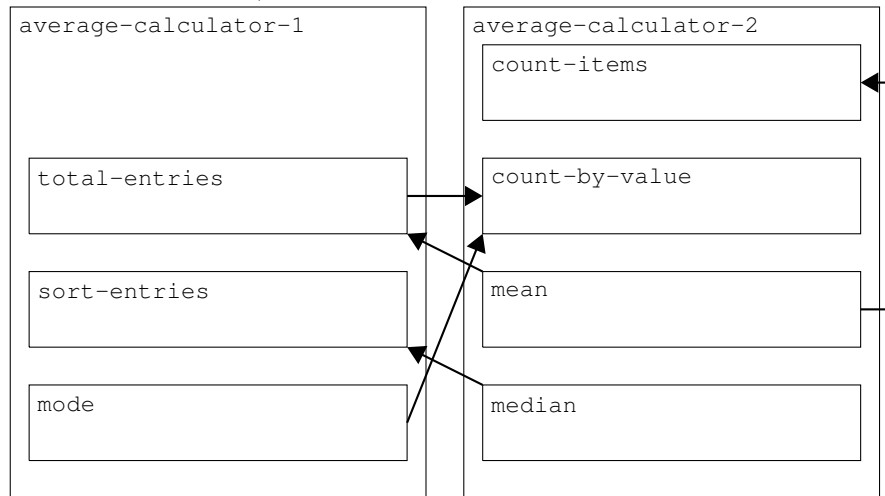 average-calculator-1
total-entries
sort-entries
mode
average-calculator-2
count-items
count-by-value
mean
median